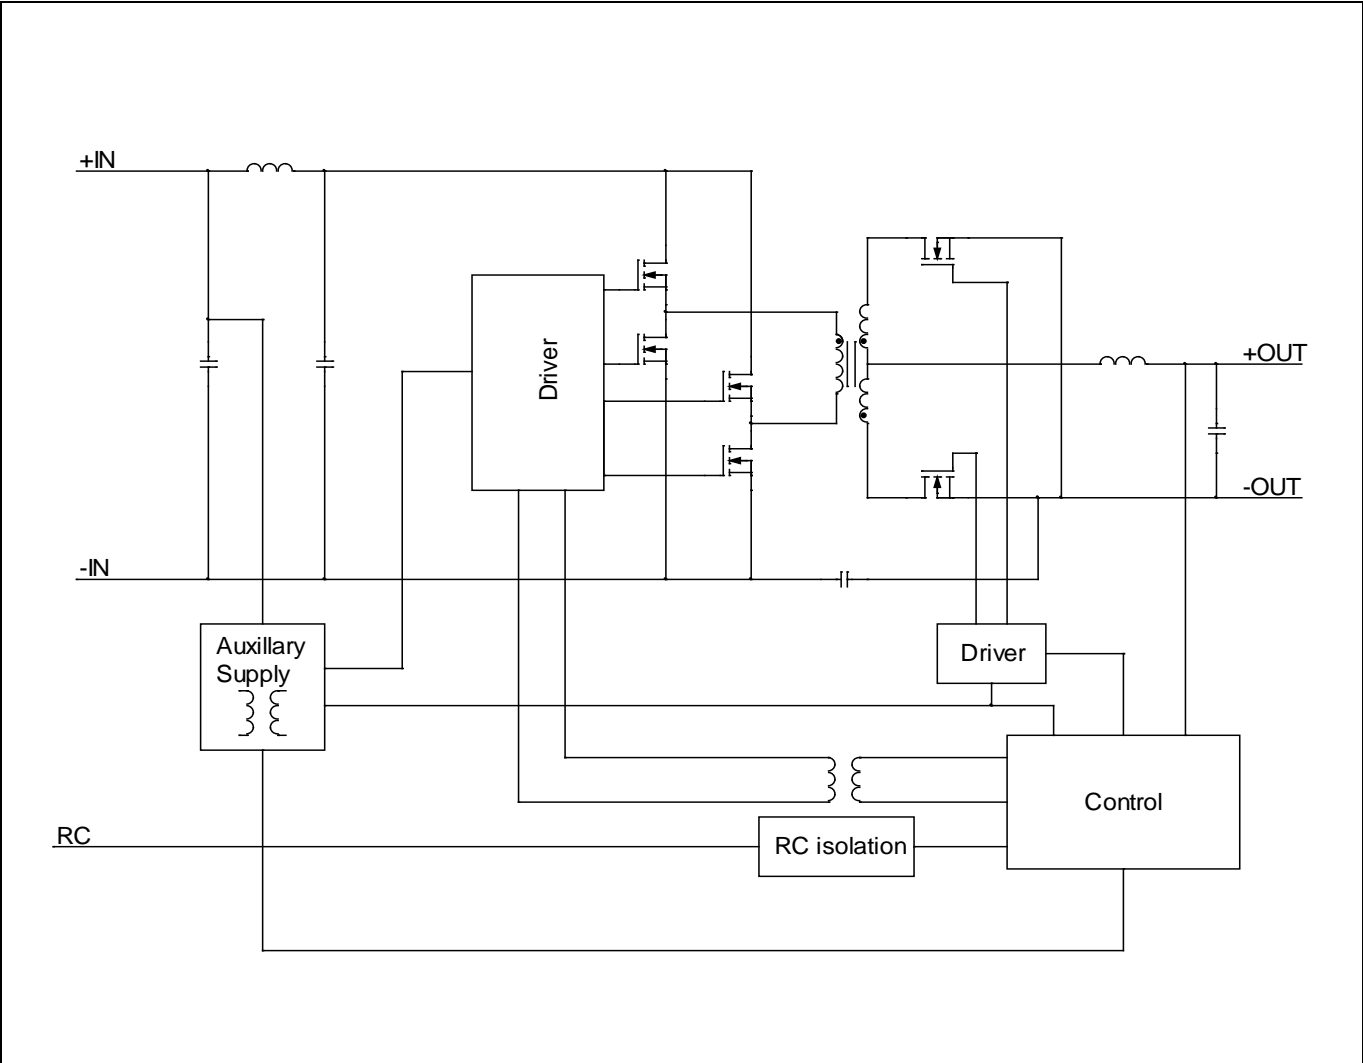 +IN
Driver
+OUT
-OUT
-IN
Auxillary
Supply
Driver
Control
RC
RC isolation